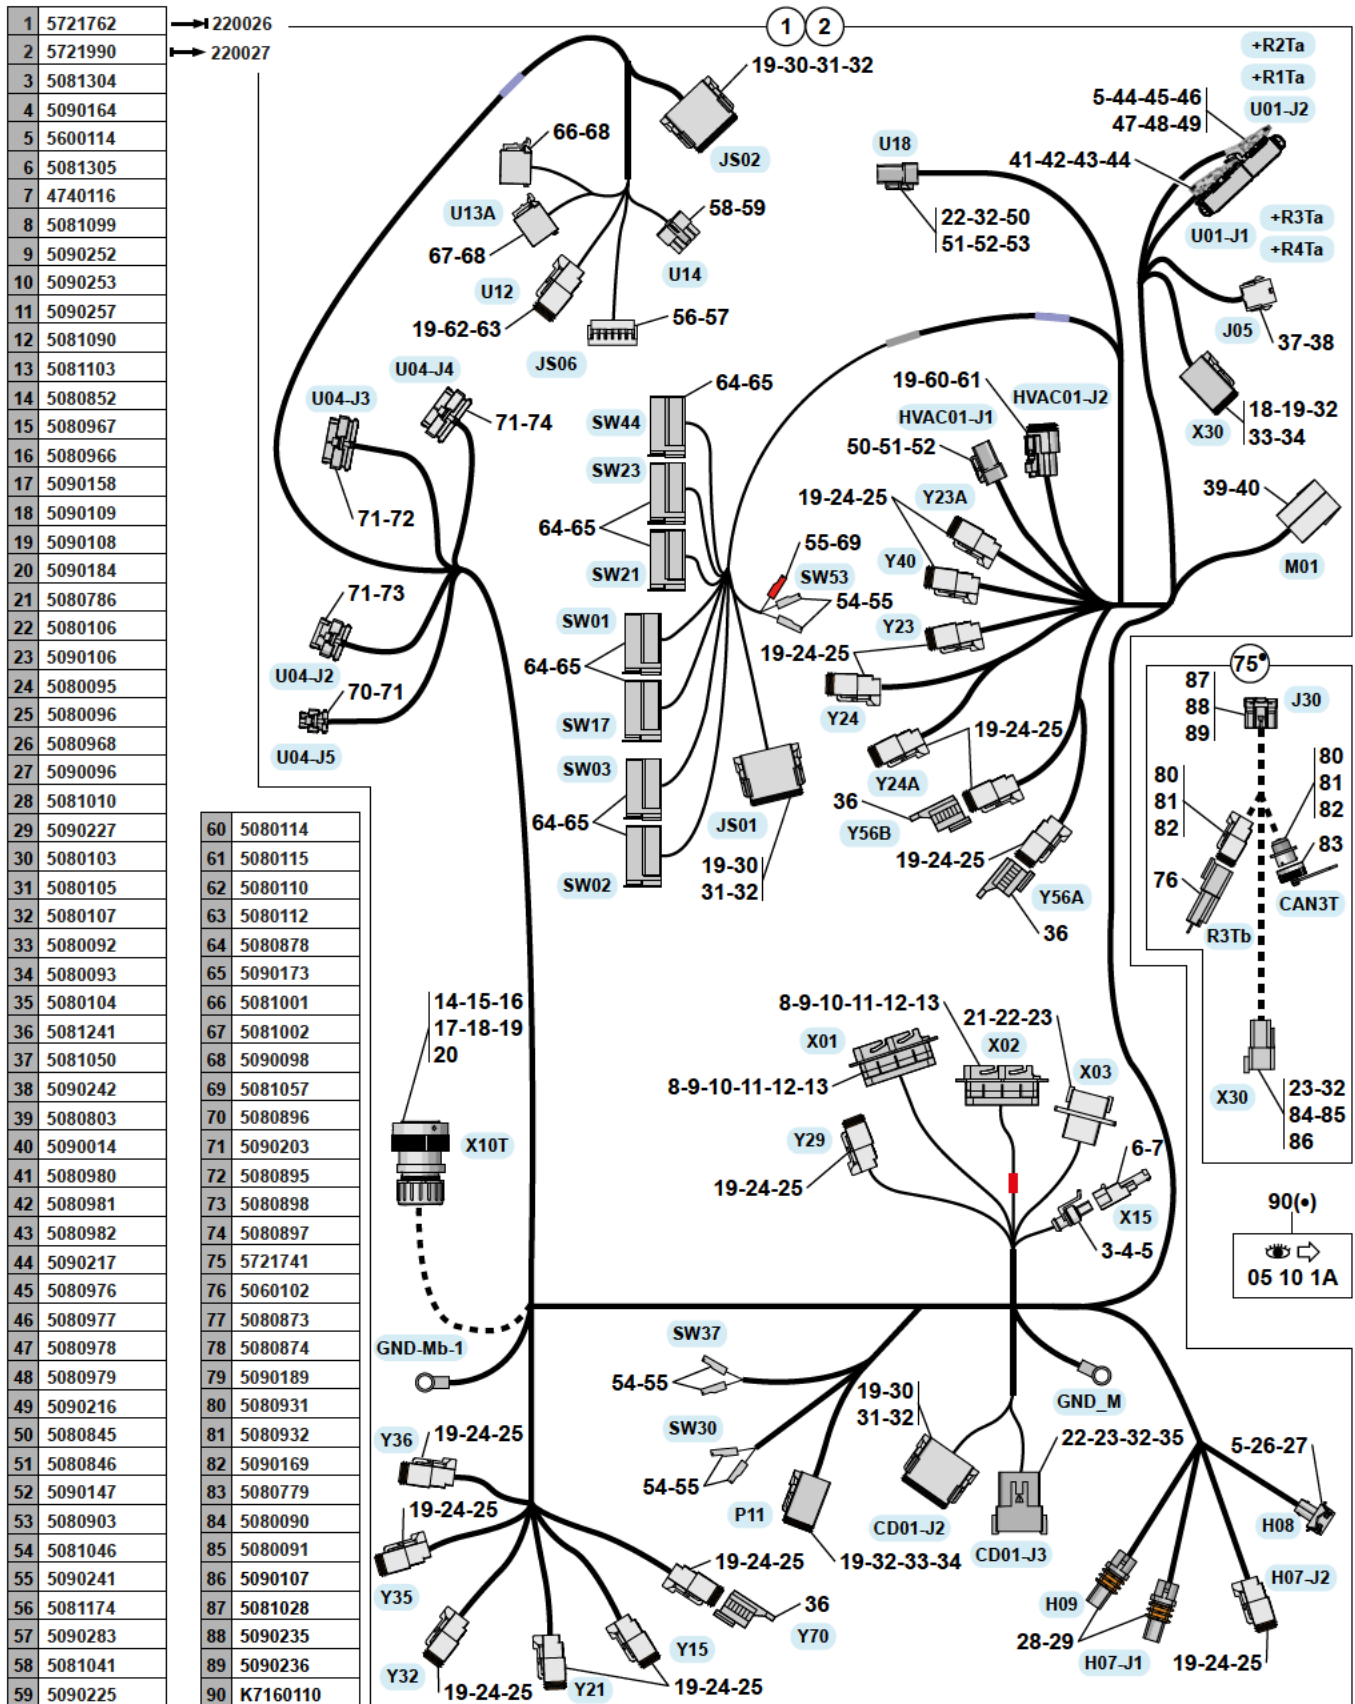 1 5721762 220026
2 5721990 220027
3 5081304
4 5090164
5 5600114
6 5081305
7 4740116
8 5081099
9 5090252
10 5090253
11 5090257
12 5081090
13 5081103
14 5080852
15 5080967
16 5080966
17 5090158
18 5090109
19 5090108
20 5090184
21 5080786
22 5080106
23 5090106
24 5080095
25 5080096
26 5080968
27 5090096
28 5081010
29 5090227
30 5080103
31 5080105
32 5080107
33 5080092
34 5080093
35 5080104
36 5081241
37 5081050
38 5090242
39 5080803
40 5090014
41 5080980
42 5080981
43 5080982
44 5090217
45 5080976
46 5080977
47 5080978
48 5080979
49 5090216
50 5080845
51 5080846
52 5090147
53 5080903
54 5081046
55 5090241
56 5081174
57 5090283
58 5081041
59 5090225
60 5080114
61 5080115
62 5080110
63 5080112
64 5080878
65 5090173
66 5081001
67 5081002
68 5090098
69 5081057
70 5080896
71 5090203
72 5080895
73 5080898
74 5080897
75 5721741
76 5060102
77 5080873
78 5080874
79 5090189
80 5080931
81 5080932
82 5090169
83 5080779
84 5080090
85 5080091
86 5090107
87 5081028
88 5090235
89 5090236
90 K7160110
1 2
19-30-31-32
JS02
66-68
U13A
67-68
58-59
U14
U12
19-62-63
56-57
JS06
U04-J4
U04-J3
71-74
71-72
71-73
U04-J2
70-71
U04-J5
+R2Ta
+R1Ta
5-44-45-46
47-48-49
U01-J2
41-42-43-44
U18
22-32-50
51-52-53
+R3Ta
U01-J1
+R4Ta
J05
37-38
X30
18-19-32
33-34
39-40
M01
64-65
SW44
SW23
64-65
SW21
SW01
64-65
SW17
SW03
64-65
SW02
55-69
SW53
54-55
JS01
19-30
31-32
19-60-61
HVAC01-J2
HVAC01-J1
50-51-52
19-24-25
Y23A
Y40
Y23
19-24-25
Y24
19-24-25
Y24A
36
Y56B
19-24-25
Y56A
36
75•
87
88
89
J30
80
81
82
80
81
82
83
76
CAN3T
R3Tb
X30
23-32
84-85
86
90(•)
05 10 1A
14-15-16
17-18-19
20
X10T
8-9-10-11-12-13
21-22-23
X01
X02
8-9-10-11-12-13
X03
Y29
19-24-25
6-7
X15
3-4-5
GND-Mb-1
SW37
54-55
SW30
54-55
P11
19-32-33-34
19-30
31-32
CD01-J2
GND_M
22-23-32-35
CD01-J3
5-26-27
H08
H09
28-29
H07-J1
H07-J2
19-24-25
Y36
19-24-25
19-24-25
Y35
19-24-25
36
Y70
Y15
Y32
19-24-25
Y21
19-24-25